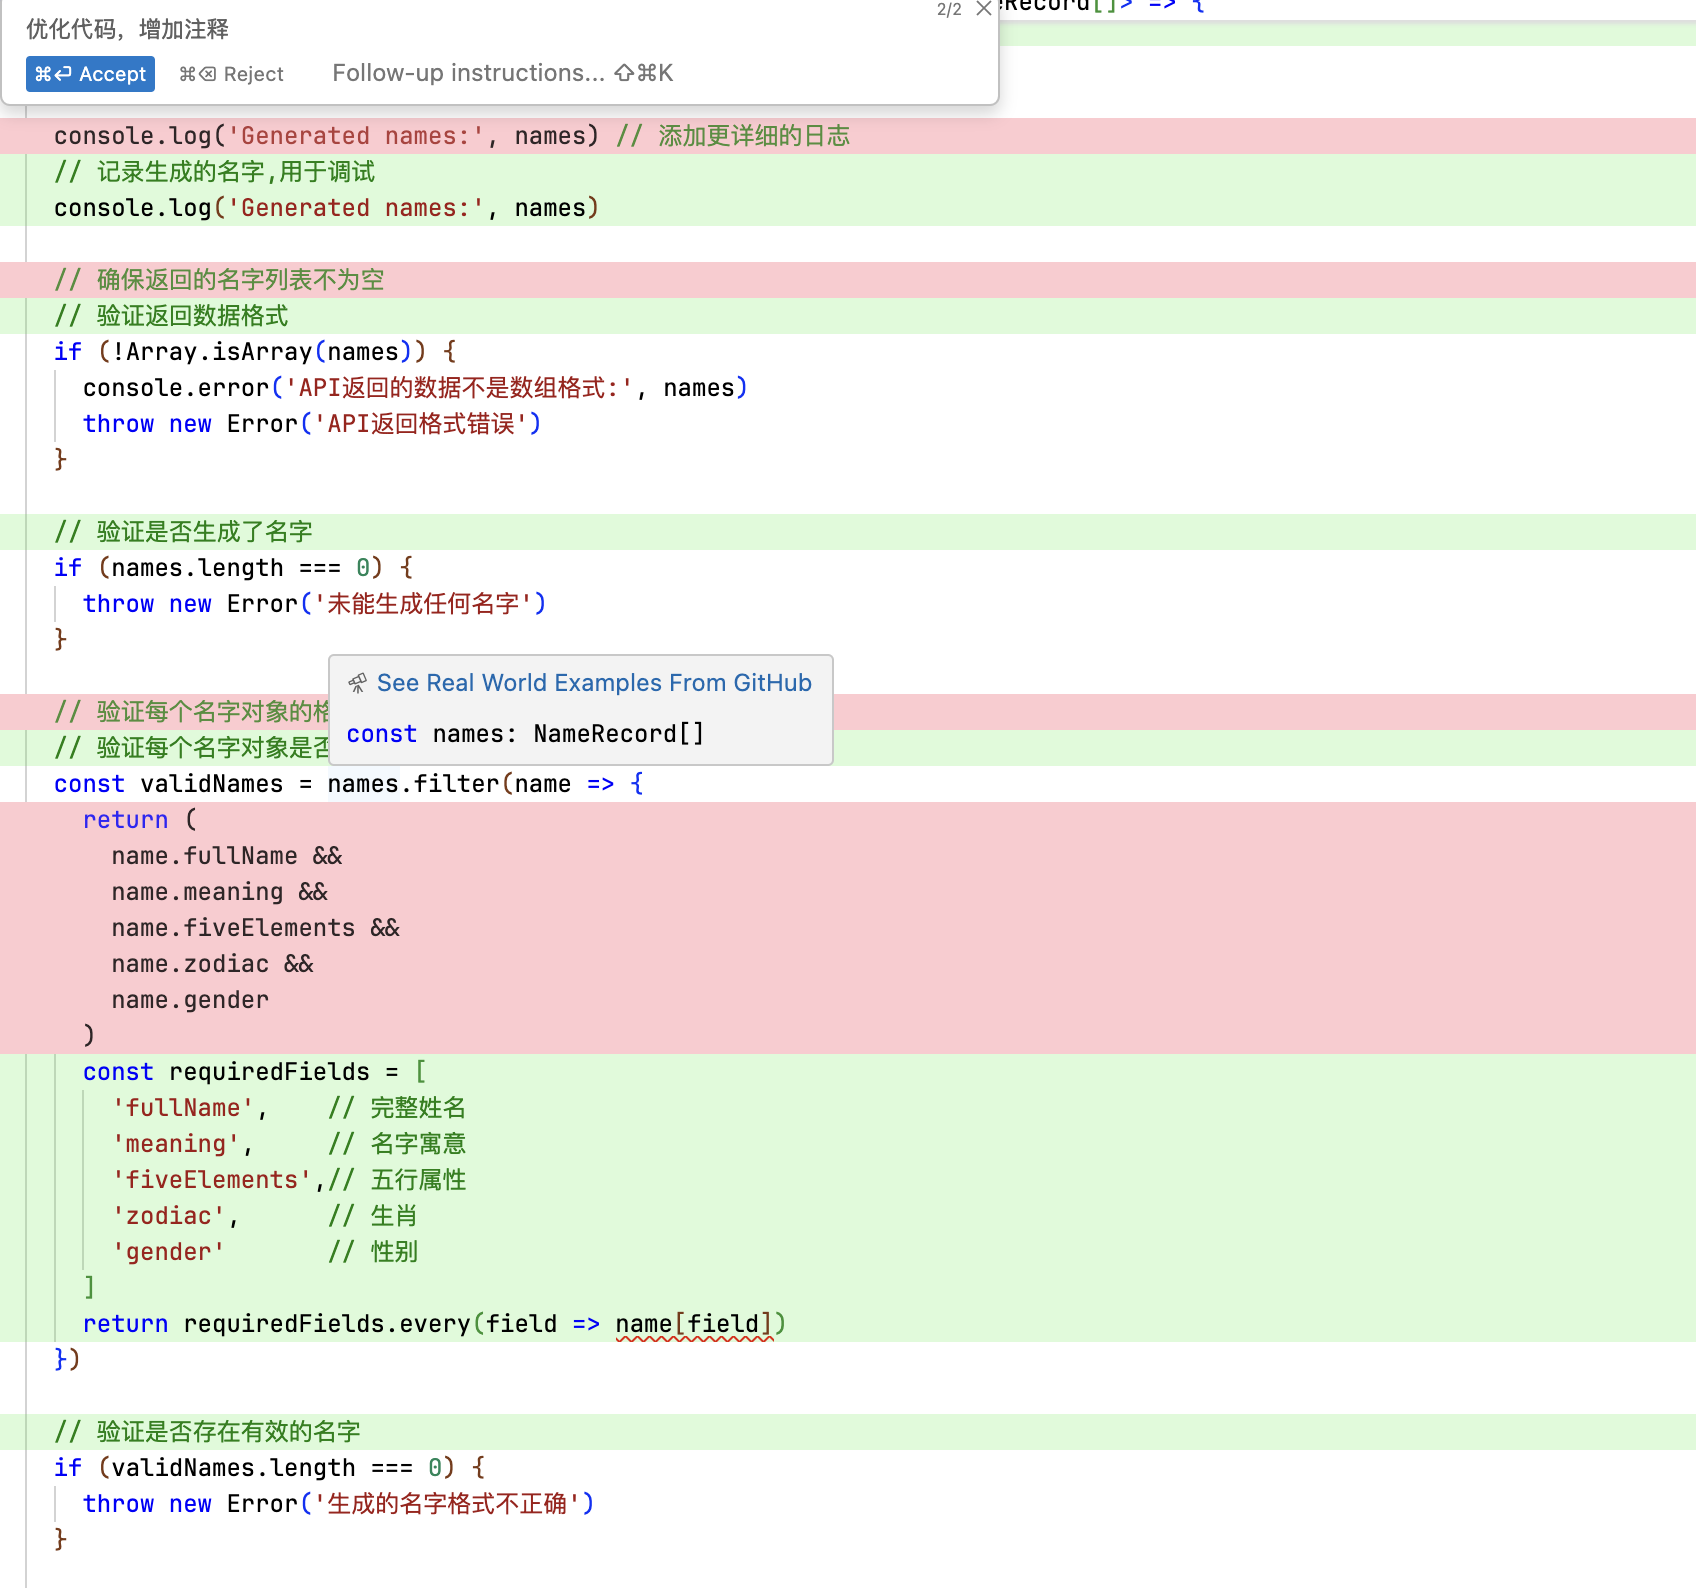 优化代码，增加注释
2/2
Record[]> => {
⌘⏎ Accept ⌘⌫ Reject Follow-up instructions... ⇧⌘K
console.log('Generated names:', names) // 添加更详细的日志
// 记录生成的名字,用于调试
console.log('Generated names:', names)
// 确保返回的名字列表不为空
// 验证返回数据格式
if (!Array.isArray(names)) {
console.error('API返回的数据不是数组格式:', names)
throw new Error('API返回格式错误')
}
// 验证是否生成了名字
if (names.length === 0) {
throw new Error('未能生成任何名字')
}
See Real World Examples From GitHub
const names: NameRecord[]
// 验证每个名字对象的格
// 验证每个名字对象是否
const validNames = names.filter(name => {
return (
name.fullName &&
name.meaning &&
name.fiveElements &&
name.zodiac &&
name.gender
)
const requiredFields = [
'fullName', // 完整姓名
'meaning', // 名字寓意
'fiveElements',// 五行属性
'zodiac', // 生肖
'gender' // 性别
]
return requiredFields.every(field => name[field])
})
// 验证是否存在有效的名字
if (validNames.length === 0) {
throw new Error('生成的名字格式不正确')
}